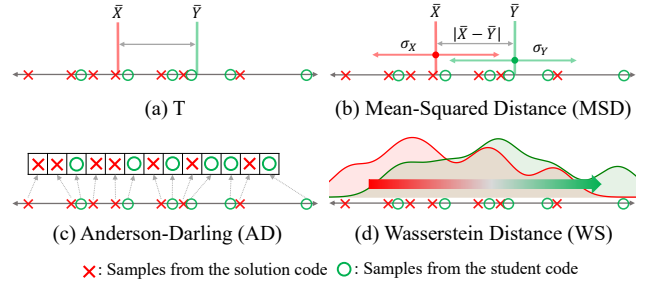 X̄ Ȳ
(a) T
X̄ Ȳ
|X̄ − Ȳ|
σ_X σ_Y
(b) Mean-Squared Distance (MSD)
(c) Anderson-Darling (AD)
(d) Wasserstein Distance (WS)
: Samples from the solution code : Samples from the student code